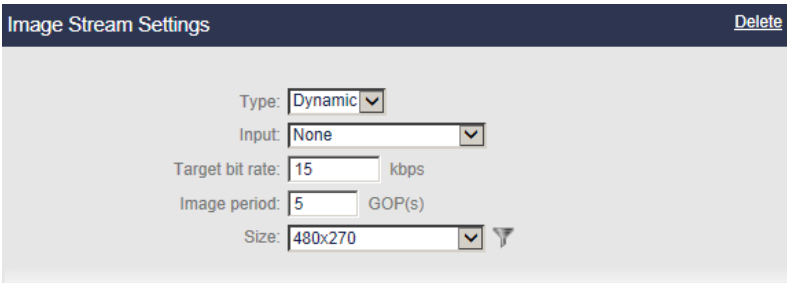 Image Stream Settings Delete
Type: Dynamic
Input: None
Target bit rate: 15 kbps
Image period: 5 GOP(s)
Size: 480x270